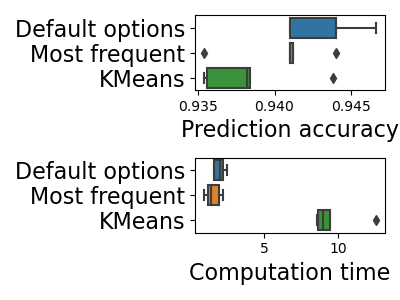 Default options
Most frequent
KMeans
0.935 0.940 0.945
Prediction accuracy
Default options
Most frequent
KMeans
5 10
Computation time